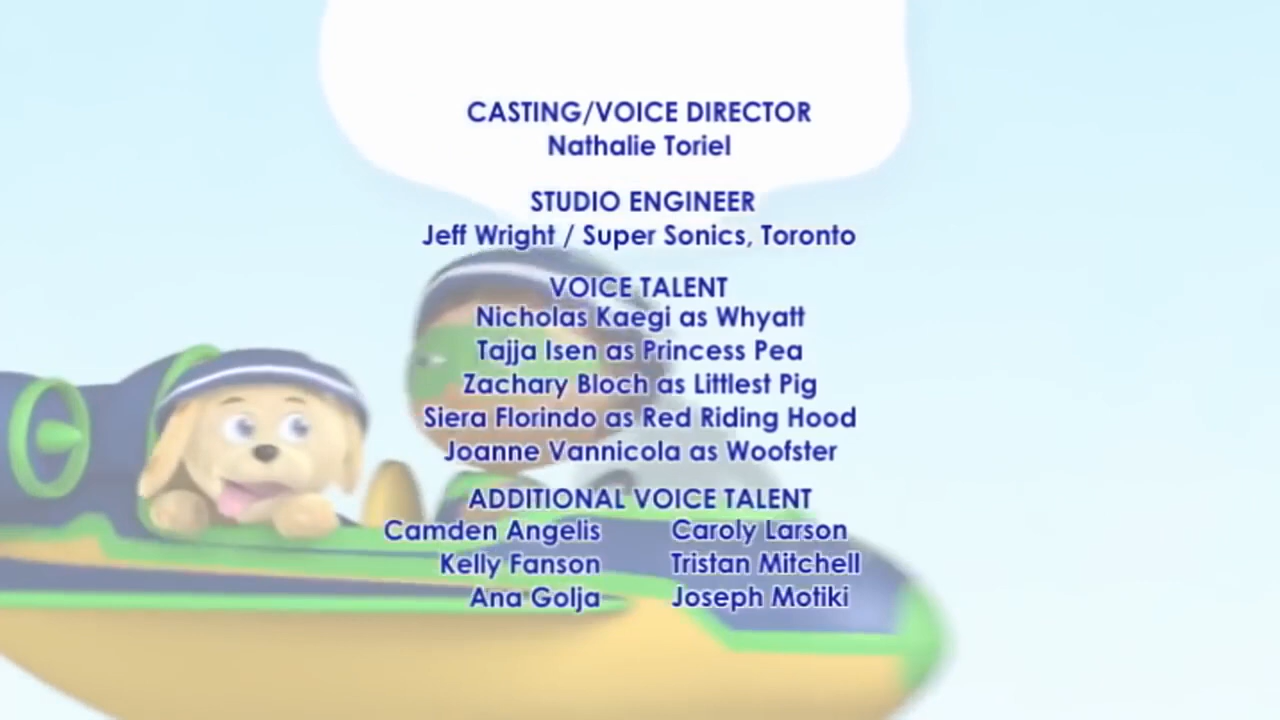 CASTING/VOICE DIRECTOR
Nathalie Toriel
STUDIO ENGINEER
Jeff Wright / Super Sonics, Toronto
VOICE TALENT
Nicholas Kaegi as Whyatt
Tajja Isen as Princess Pea
Zachary Bloch as Littlest Pig
Siera Florindo as Red Riding Hood
Joanne Vannicola as Woofster
ADDITIONAL VOICE TALENT
Camden Angelis Caroly Larson
Kelly Fanson Tristan Mitchell
Ana Golja Joseph Motiki